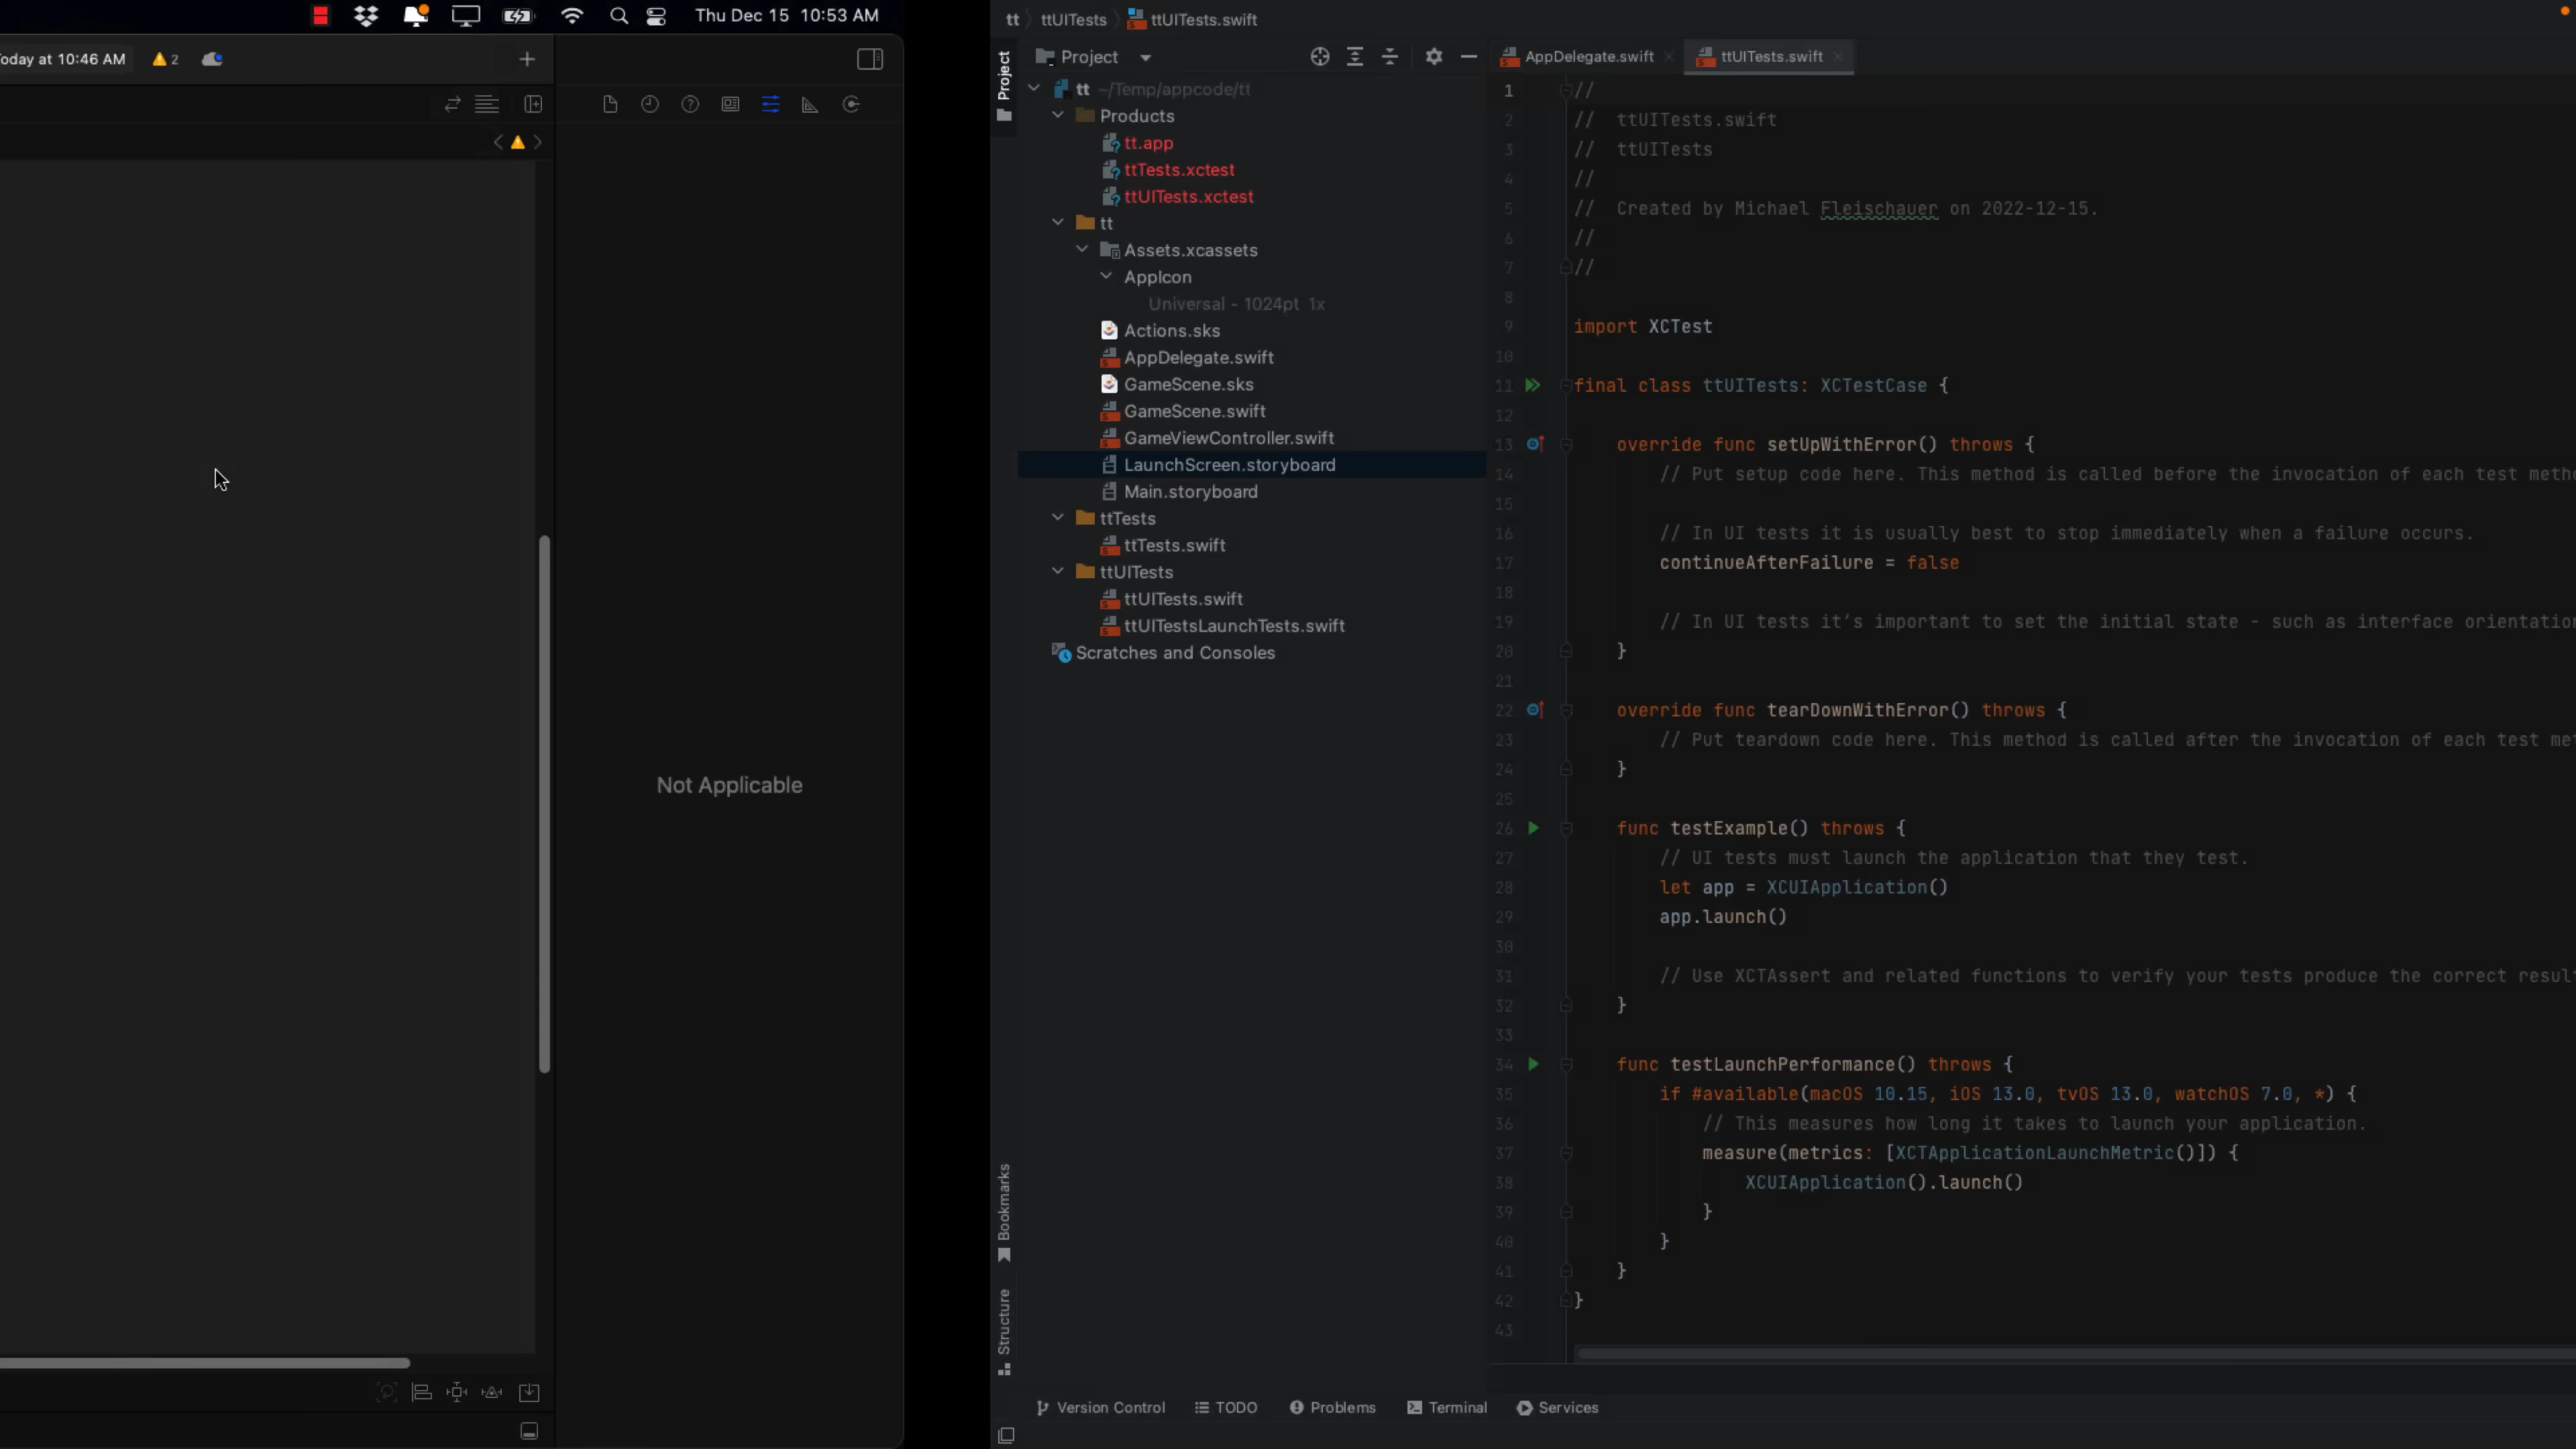 Thu Dec 15 10:53 AM
oday at 10:46 AM
2
Not Applicable
tt
ttUITests
ttUITests.swift
Project
Project
tt ~/Temp/appcode/tt
Products
tt.app
ttTests.xctest
ttUITests.xctest
tt
Assets.xcassets
AppIcon
Universal - 1024pt 1x
Actions.sks
AppDelegate.swift
GameScene.sks
GameScene.swift
GameViewController.swift
LaunchScreen.storyboard
Main.storyboard
ttTests
ttTests.swift
ttUITests
ttUITests.swift
ttUITestsLaunchTests.swift
Scratches and Consoles
Bookmarks
Structure
AppDelegate.swift
ttUITests.swift
1 //
2 // ttUITests.swift
3 // ttUITests
4 //
5 // Created by Michael Fleischauer on 2022-12-15.
6 //
7 //
8
9 import XCTest
10
11 final class ttUITests: XCTestCase {
12
13 override func setUpWithError() throws {
14 // Put setup code here. This method is called before the invocation of each test meth
15
16 // In UI tests it is usually best to stop immediately when a failure occurs.
17 continueAfterFailure = false
18
19 // In UI tests it's important to set the initial state - such as interface orientation
20 }
21
22 override func tearDownWithError() throws {
23 // Put teardown code here. This method is called after the invocation of each test me
24 }
25
26 func testExample() throws {
27 // UI tests must launch the application that they test.
28 let app = XCUIApplication()
29 app.launch()
30
31 // Use XCTAssert and related functions to verify your tests produce the correct resul
32 }
33
34 func testLaunchPerformance() throws {
35 if #available(macOS 10.15, iOS 13.0, tvOS 13.0, watchOS 7.0, *) {
36 // This measures how long it takes to launch your application.
37 measure(metrics: [XCTApplicationLaunchMetric()]) {
38 XCUIApplication().launch()
39 }
40 }
41 }
42 }
43
Version Control
TODO
Problems
Terminal
Services